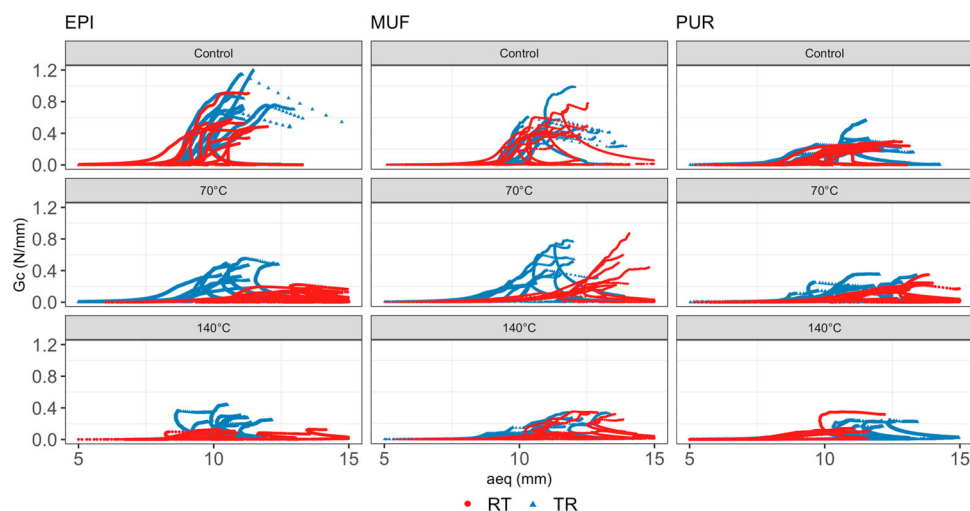 EPI MUF PUR
Control Control Control
1.2
0.8
0.4
0.0
70°C 70°C 70°C
1.2
0.8
0.4
0.0
Gc (N/mm)
140°C 140°C 140°C
1.2
0.8
0.4
0.0
5 10 15 5 10 15 5 10 15
aeq (mm)
RT TR